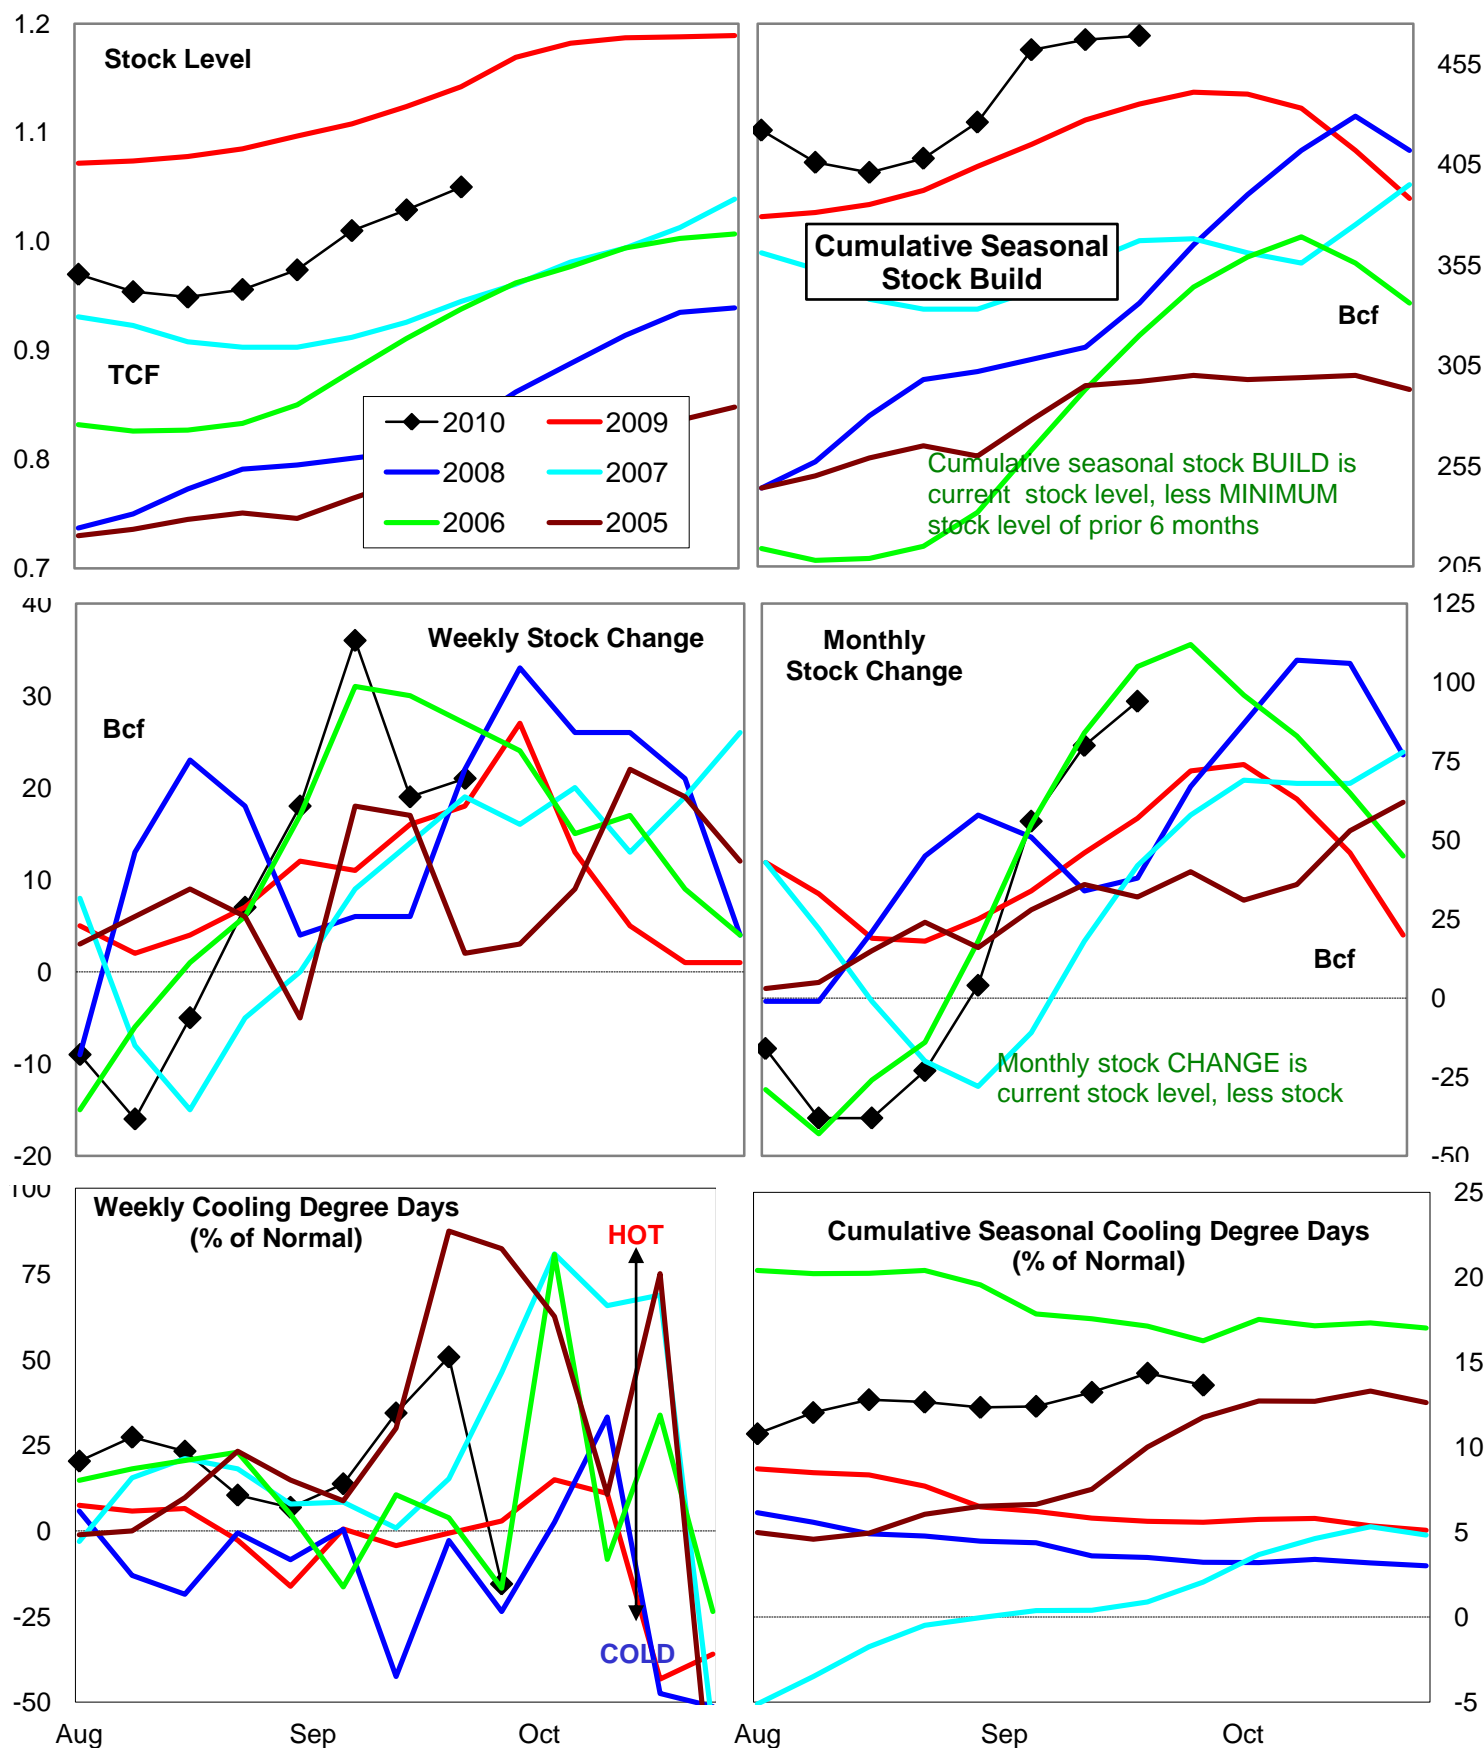 1.2
1.1
1.0
0.9
0.8
0.7
Stock Level
TCF
2010
2009
2008
2007
2006
2005
455
405
355
305
255
205
Cumulative Seasonal
Stock Build
Bcf
Cumulative seasonal stock BUILD is
current stock level, less MINIMUM
stock level of prior 6 months
40
30
20
10
0
-10
-20
Weekly Stock Change
Bcf
125
100
75
50
25
0
-25
-50
Monthly
Stock Change
Bcf
Monthly stock CHANGE is
current stock level, less stock
100
75
50
25
0
-25
-50
Weekly Cooling Degree Days
(% of Normal)
HOT
COLD
Aug
Sep
Oct
25
20
15
10
5
0
-5
Cumulative Seasonal Cooling Degree Days
(% of Normal)
Aug
Sep
Oct